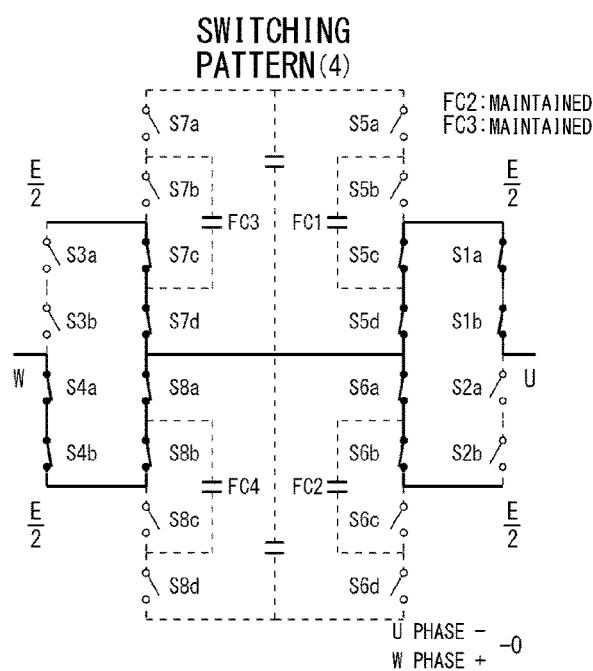 SWITCHING
PATTERN(4)
FC2:MAINTAINED
FC3:MAINTAINED
S7a
S5a
E/2
S7b
S5b
E/2
FC3
FC1
S3a
S7c
S5c
S1a
S3b
S7d
S5d
S1b
W
U
S4a
S8a
S6a
S2a
S4b
S8b
S6b
S2b
FC4
FC2
E/2
S8c
S6c
E/2
S8d
S6d
U PHASE -
-0
W PHASE +